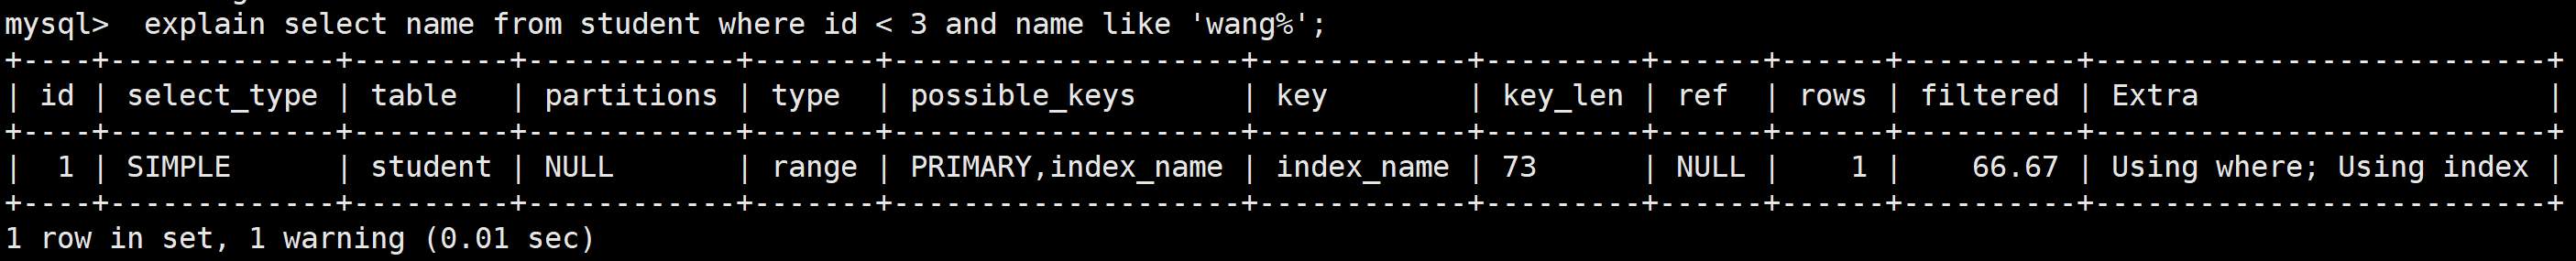 mysql>  explain select name from student where id < 3 and name like 'wang%';
+----+-------------+---------+------------+-------+--------------------+------------+---------+------+------+----------+--------------------------+
| id | select_type | table   | partitions | type  | possible_keys      | key        | key_len | ref  | rows | filtered | Extra                    |
+----+-------------+---------+------------+-------+--------------------+------------+---------+------+------+----------+--------------------------+
|  1 | SIMPLE      | student | NULL       | range | PRIMARY,index_name | index_name | 73      | NULL |    1 |    66.67 | Using where; Using index |
+----+-------------+---------+------------+-------+--------------------+------------+---------+------+------+----------+--------------------------+
1 row in set, 1 warning (0.01 sec)